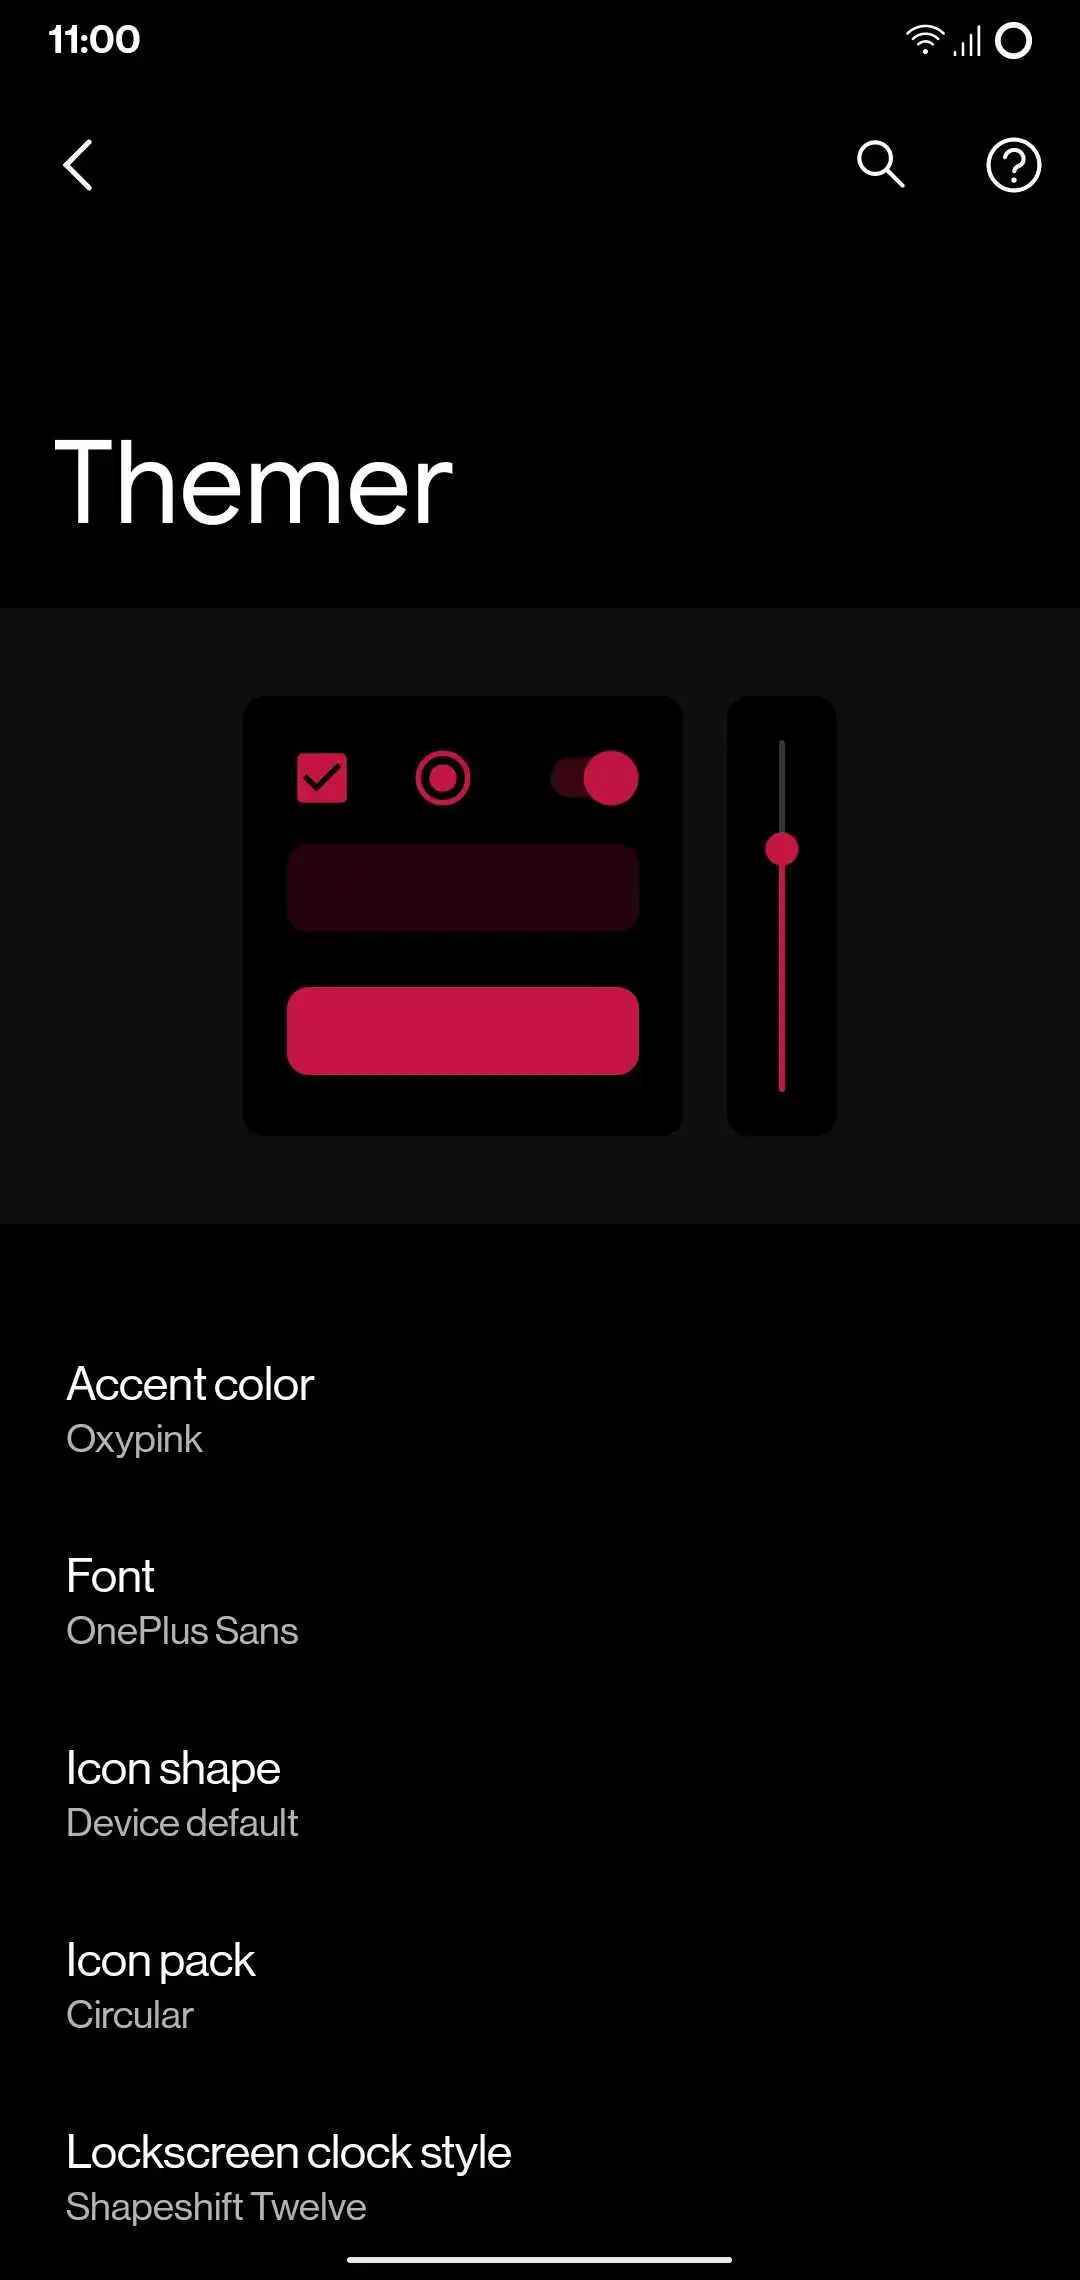 11:00
Themer
Accent color
Oxypink
Font
OnePlus Sans
Icon shape
Device default
Icon pack
Circular
Lockscreen clock style
Shapeshift Twelve